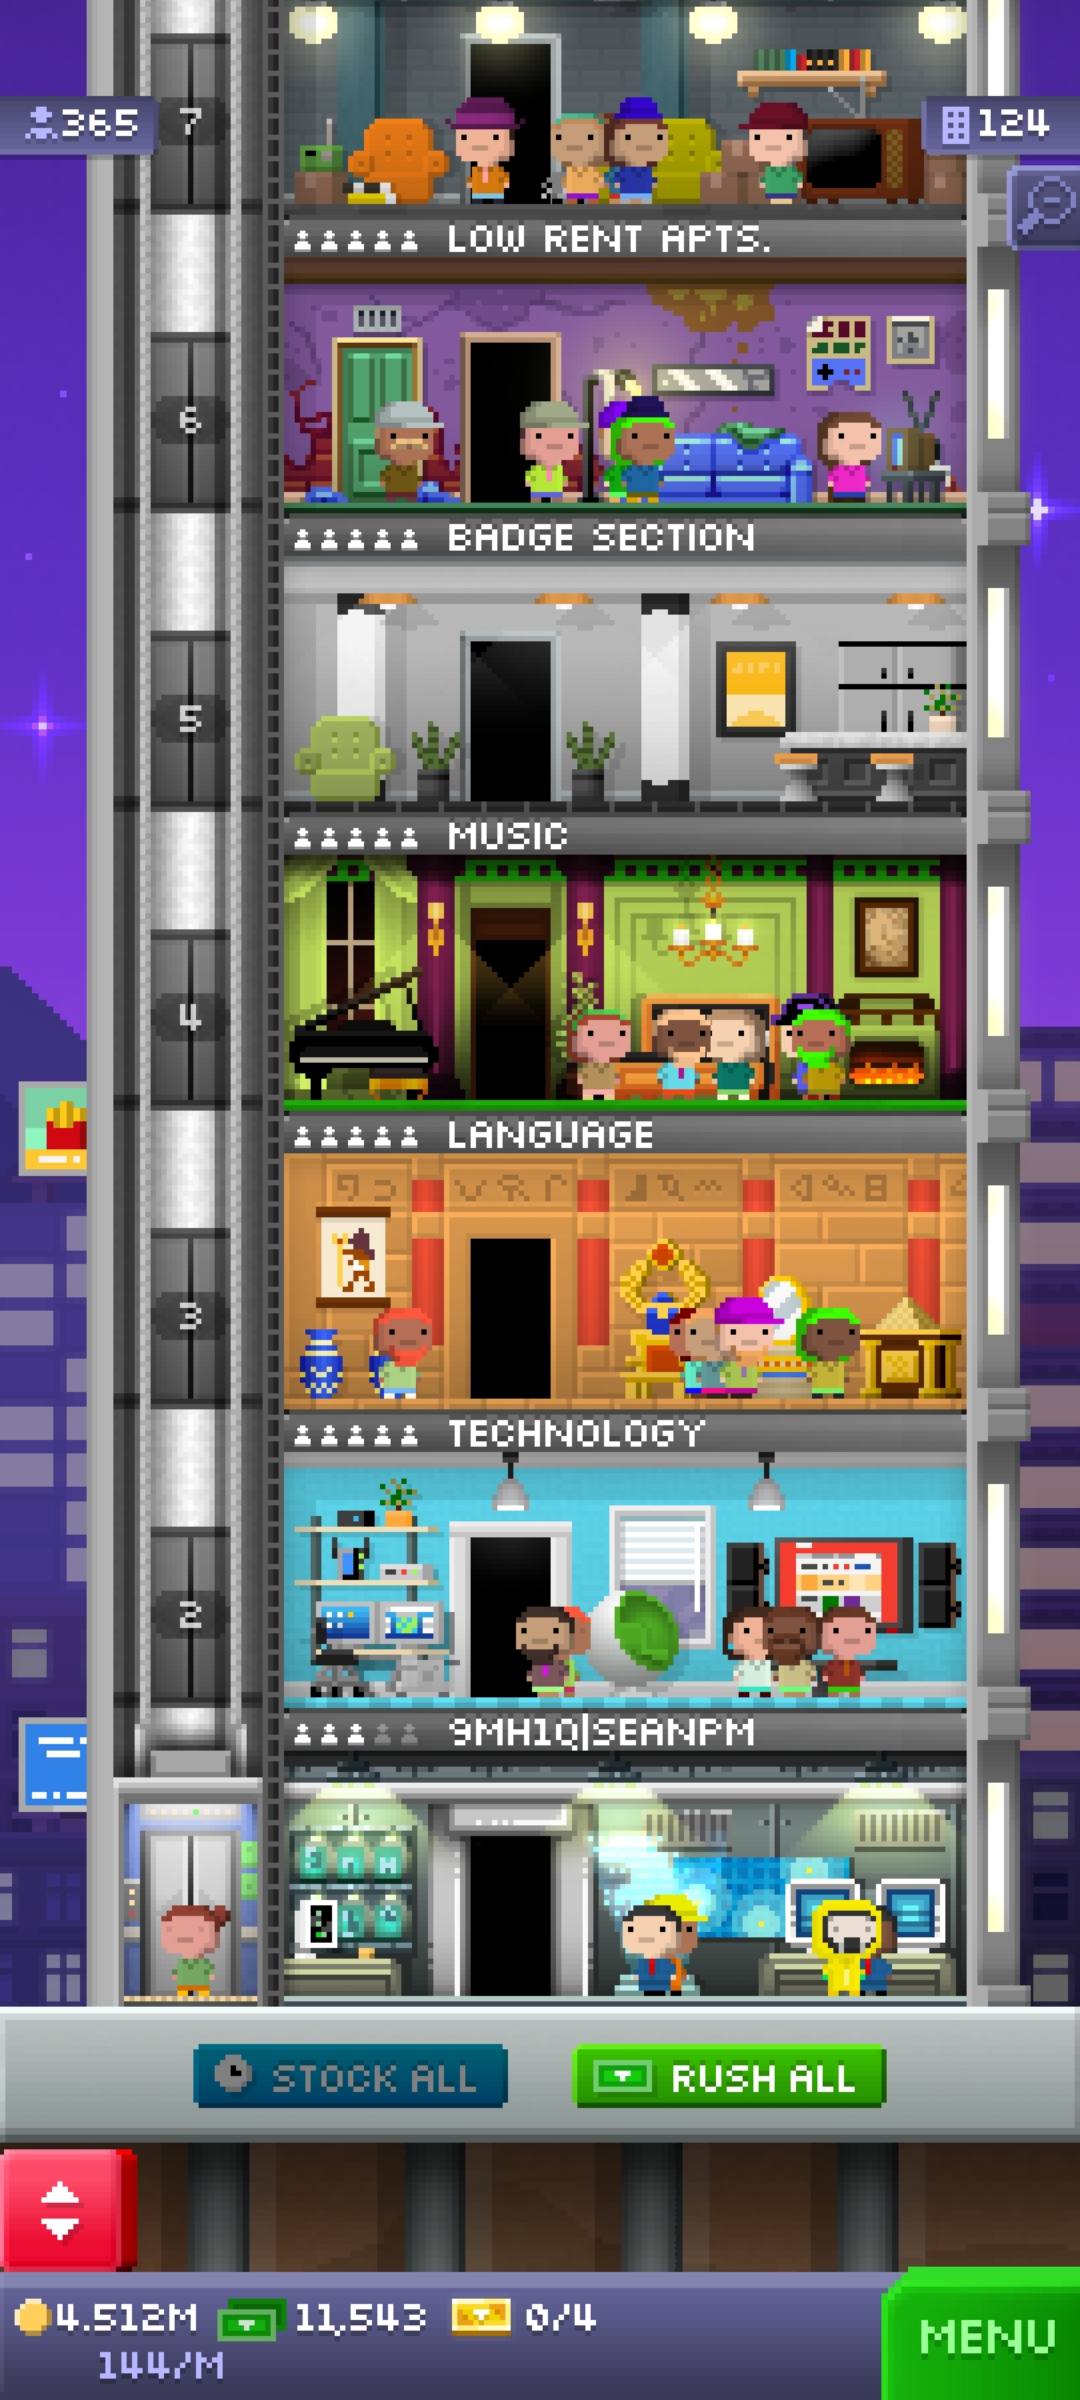 365
7
124
LOW RENT APTS.
6
BADGE SECTION
5
MUSIC
4
LANGUAGE
3
TECHNOLOGY
2
9MH1Q|SEANPM
STOCK ALL
RUSH ALL
4.512M
11,543
0/4
144/M
MENU